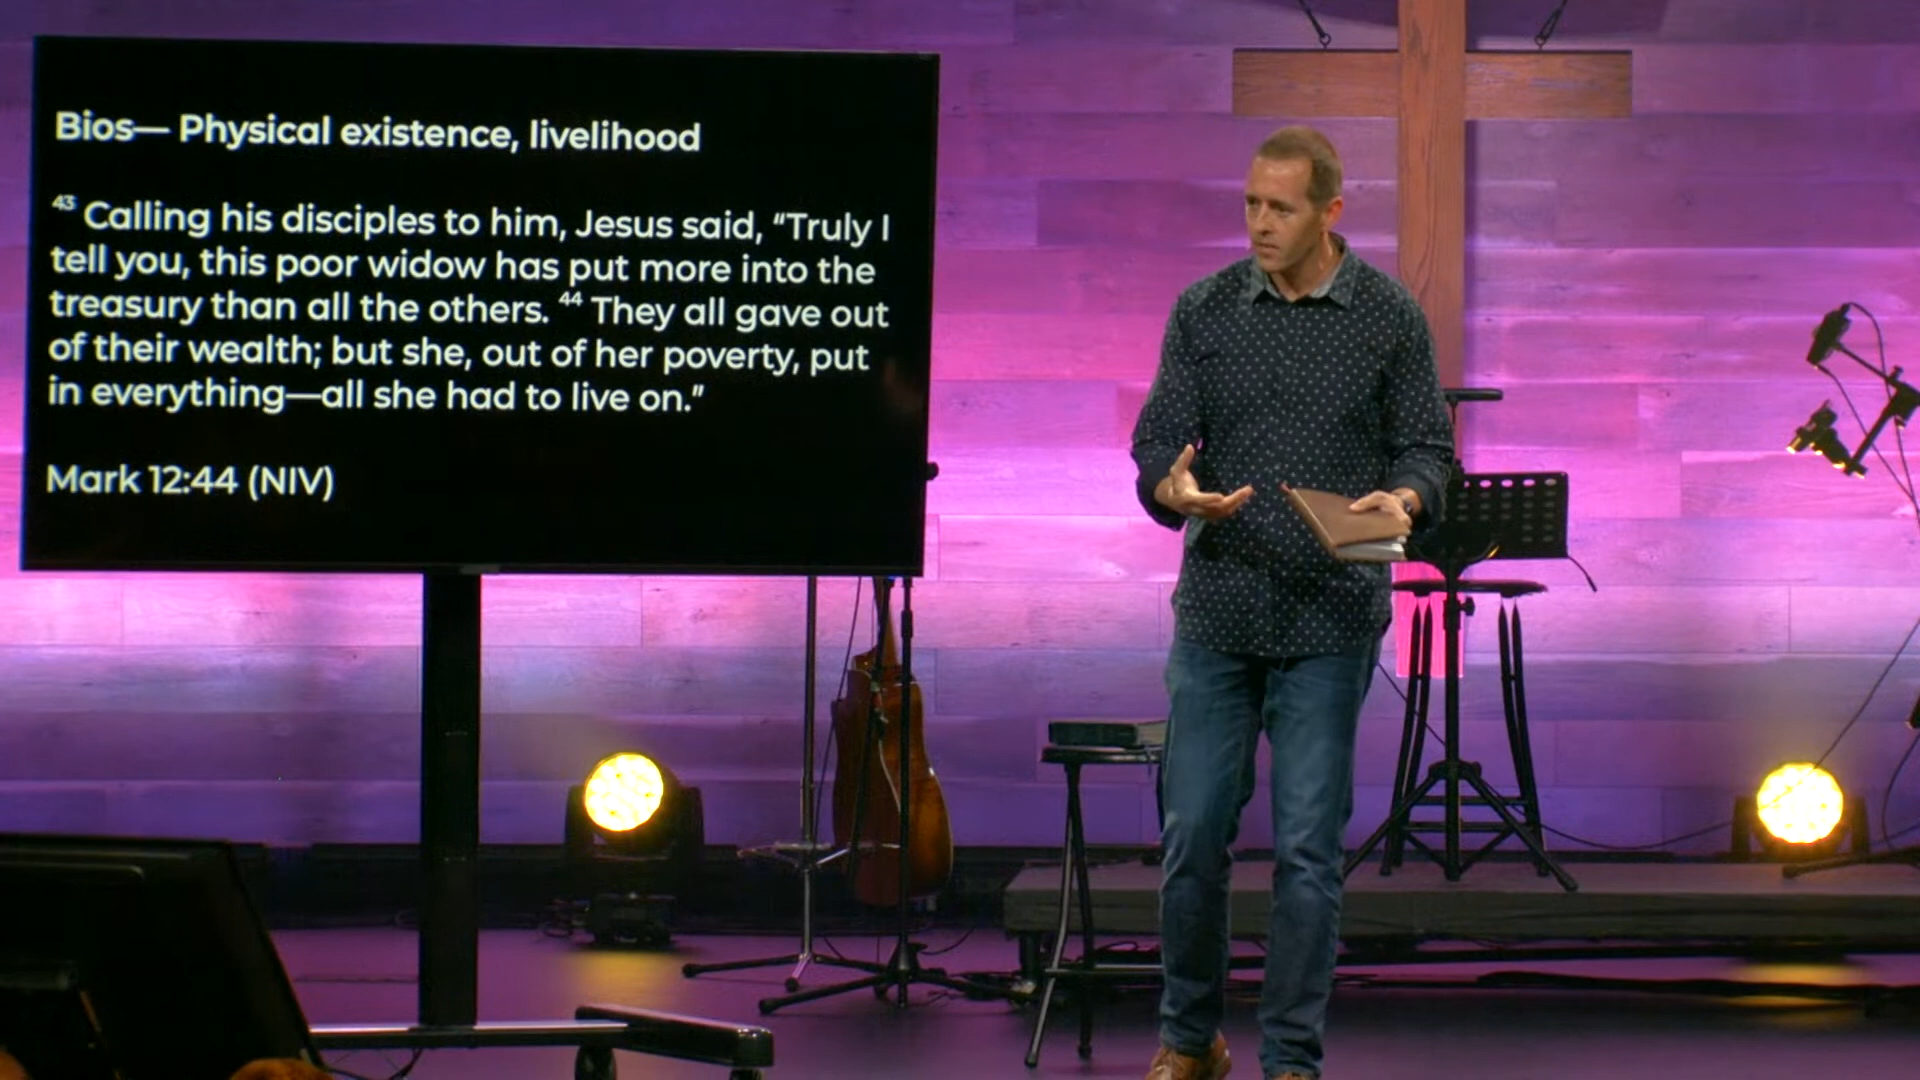 Bios— Physical existence, livelihood
43 Calling his disciples to him, Jesus said, “Truly I
tell you, this poor widow has put more into the
treasury than all the others. 44 They all gave out
of their wealth; but she, out of her poverty, put
in everything—all she had to live on.”
Mark 12:44 (NIV)